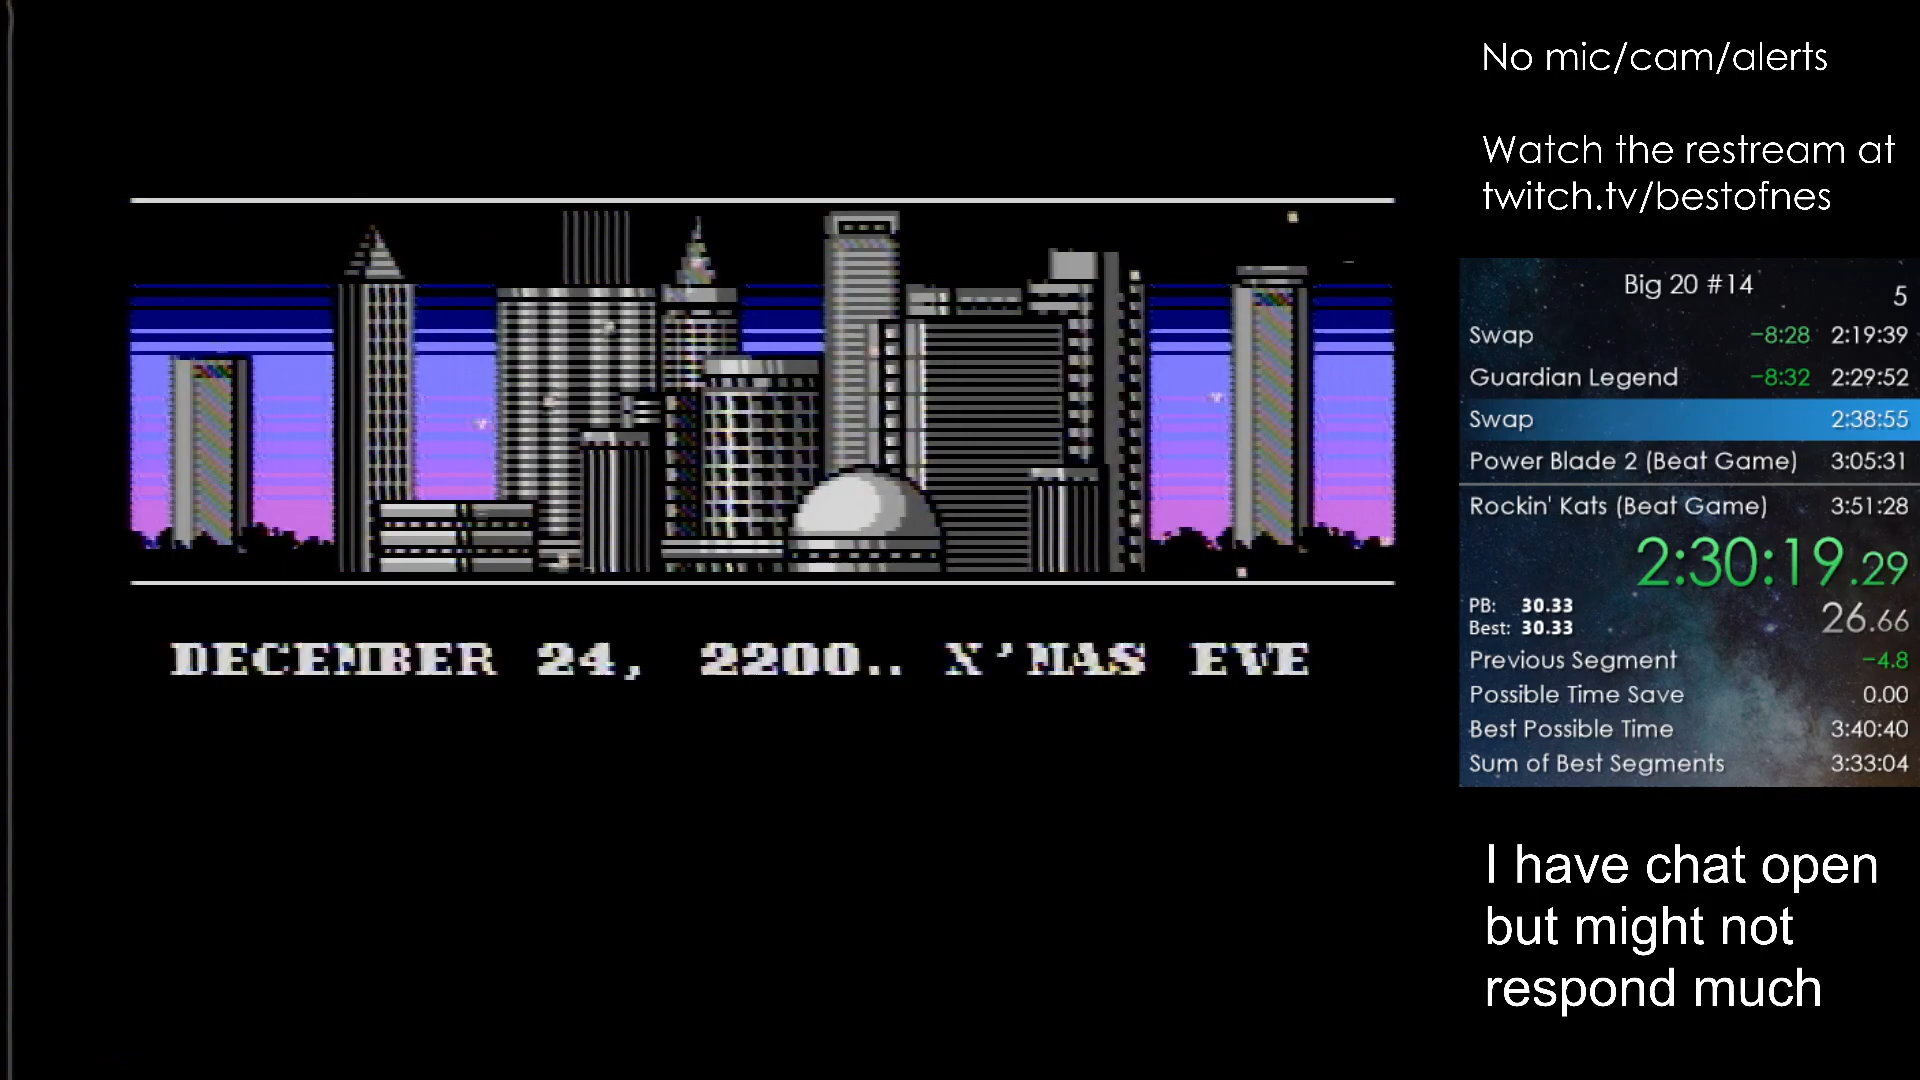 No mic/cam/alerts
Watch the restream at
twitch.tv/bestofnes
Big 20 #14
5
Swap -8:28 2:19:39
Guardian Legend -8:32 2:29:52
Swap 2:38:55
Power Blade 2 (Beat Game) 3:05:31
Rockin' Kats (Beat Game) 3:51:28
2:30:19.29
PB: 30.33
Best: 30.33
26.66
Previous Segment -4.8
Possible Time Save 0.00
Best Possible Time 3:40:40
Sum of Best Segments 3:33:04
DECEMBER 24, 2200.. X'MAS EVE
I have chat open
but might not
respond much